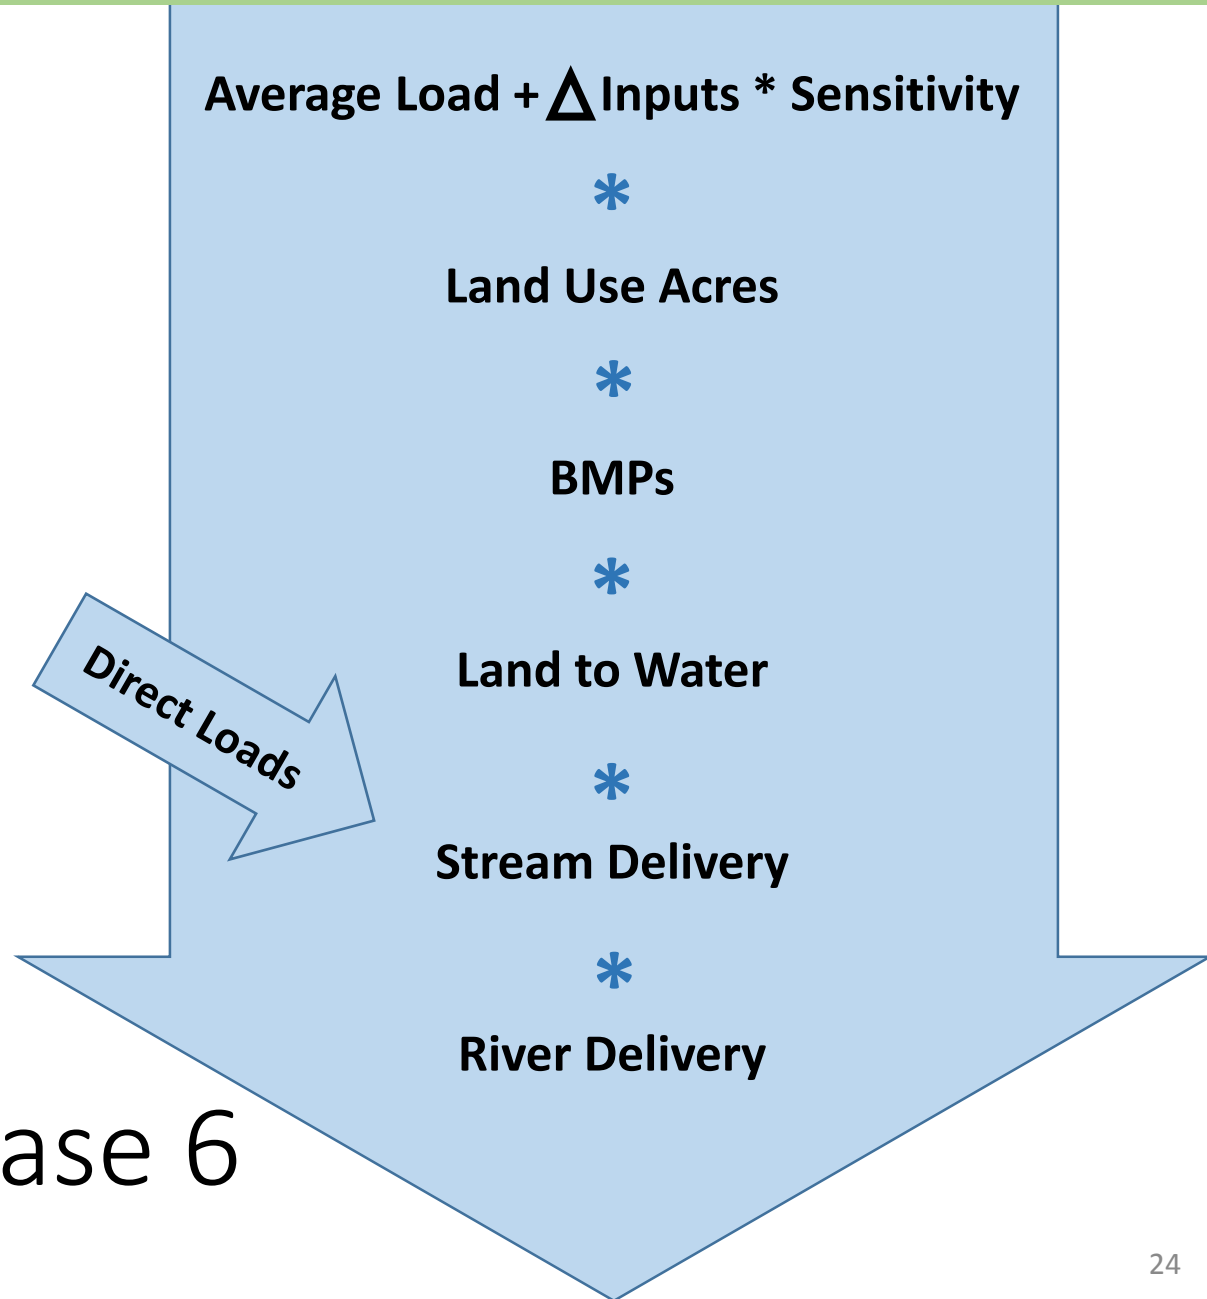 Average Load + Δ Inputs * Sensitivity
*
Land Use Acres
*
BMPs
*
Land to Water
Direct Loads
*
Stream Delivery
*
River Delivery
ase 6
24